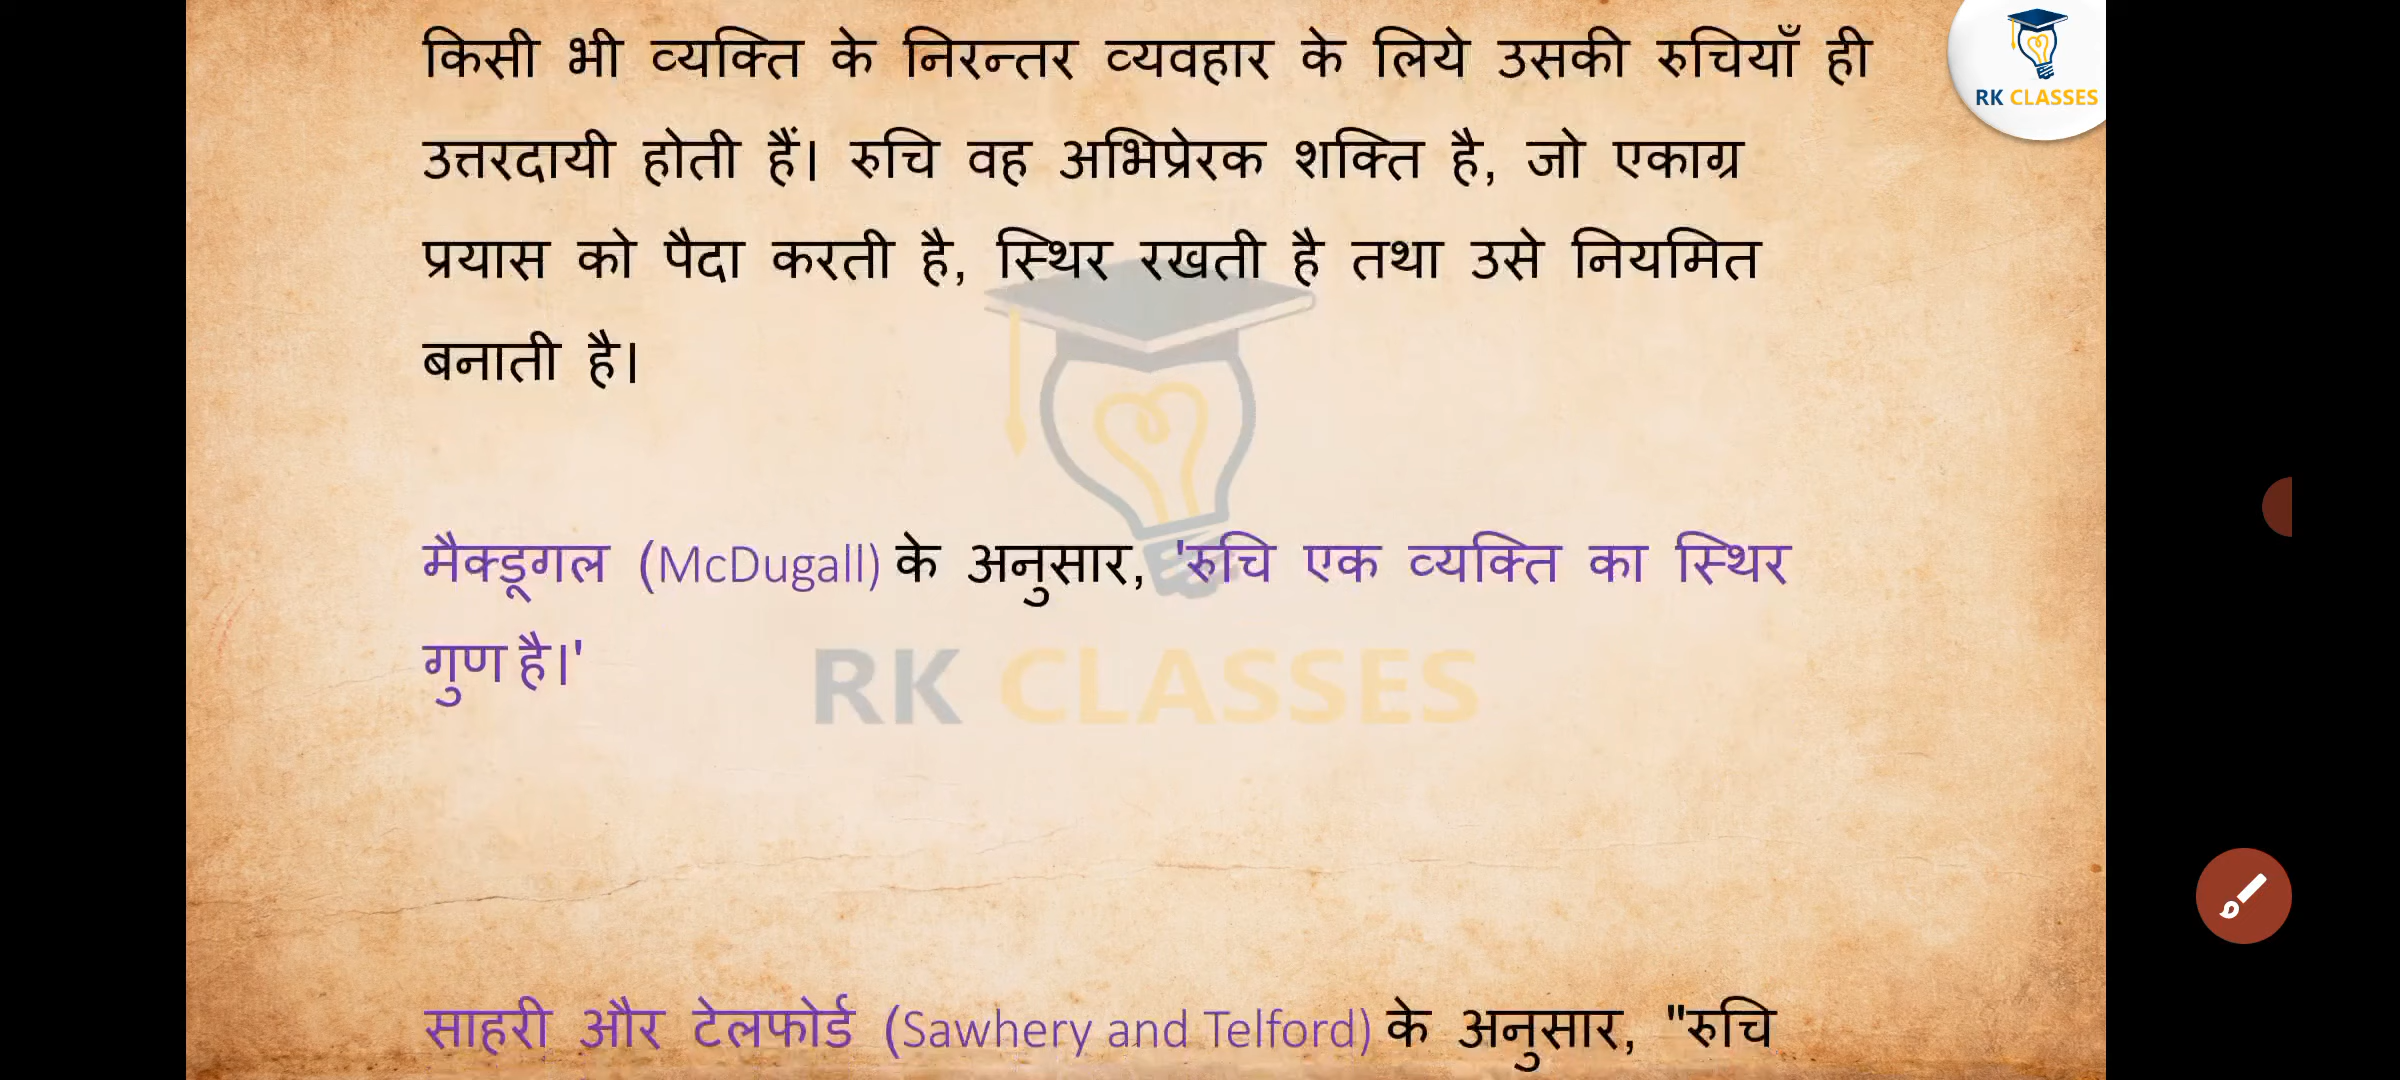 किसी भी व्यक्ति के निरन्तर व्यवहार के लिये उसकी रुचियाँ ही
उत्तरदायी होती हैं। रुचि वह अभिप्रेरक शक्ति है, जो एकाग्र
प्रयास को पैदा करती है, स्थिर रखती है तथा उसे नियमित
बनाती है।
मैक्डूगल (McDugall) के अनुसार, 'रुचि एक व्यक्ति का स्थिर
गुण है।'
साहरी और टेलफोर्ड (Sawhery and Telford) के अनुसार, "रुचि
RK CLASSES
RK CLASSES